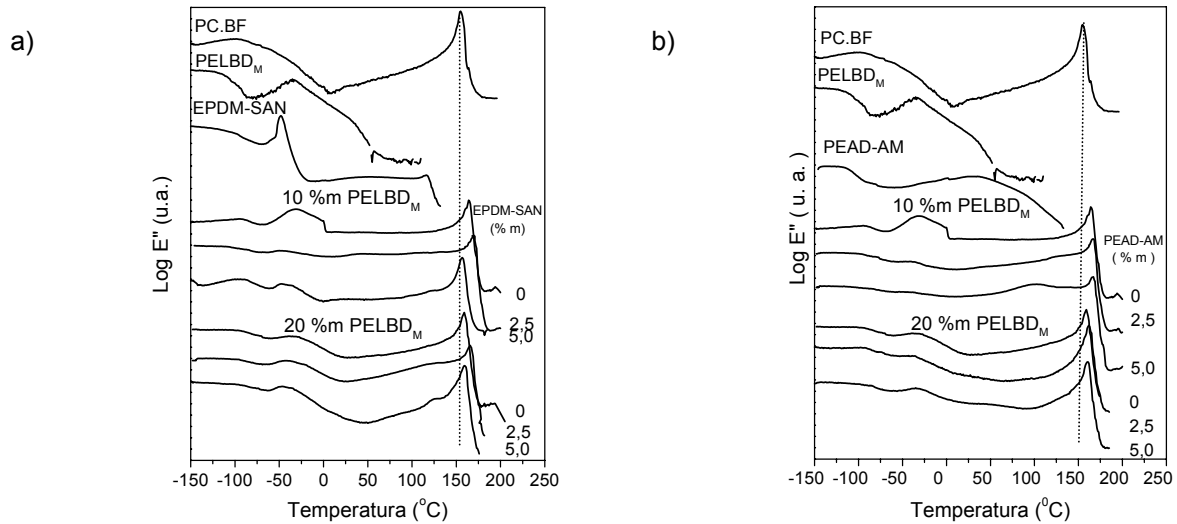 a)
PC.BF
PELBD_M
EPDM-SAN
10 %m PELBD_M
EPDM-SAN
(% m)
0
2,5
5,0
20 %m PELBD_M
0
2,5
5,0
Log E" (u.a.)
-150 -100 -50 0 50 100 150 200 250
Temperatura (°C)
b)
PC.BF
PELBD_M
PEAD-AM
10 %m PELBD_M
PEAD-AM
( % m )
0
2,5
5,0
20 %m PELBD_M
0
2,5
5,0
Log E" ( u. a. )
-150 -100 -50 0 50 100 150 200 250
Temperatura (⁰C)